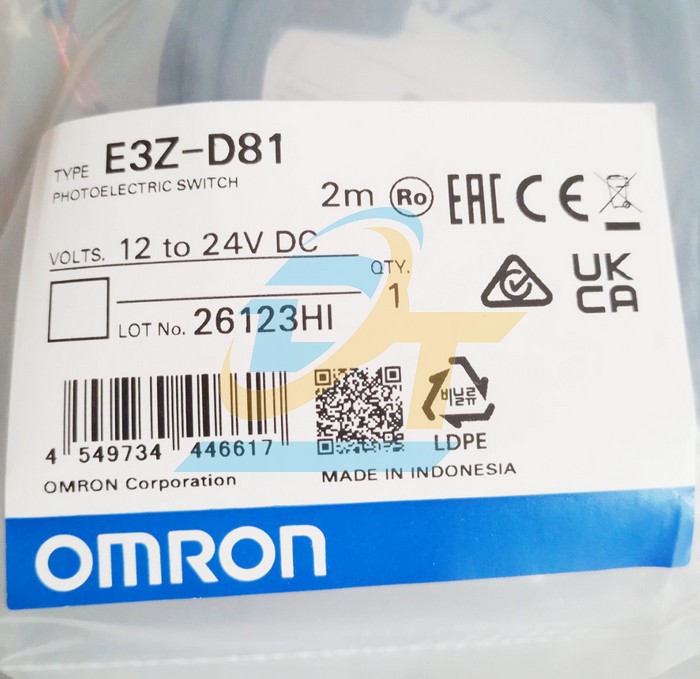 TYPE E3Z-D81
PHOTOELECTRIC SWITCH
2m Ro EAC CE
VOLTS. 12 to 24V DC
QTY.
1
UK
CA
LOT No. 26123HI
비닐류
LDPE
4 549734 446617
OMRON Corporation
MADE IN INDONESIA
OMRON